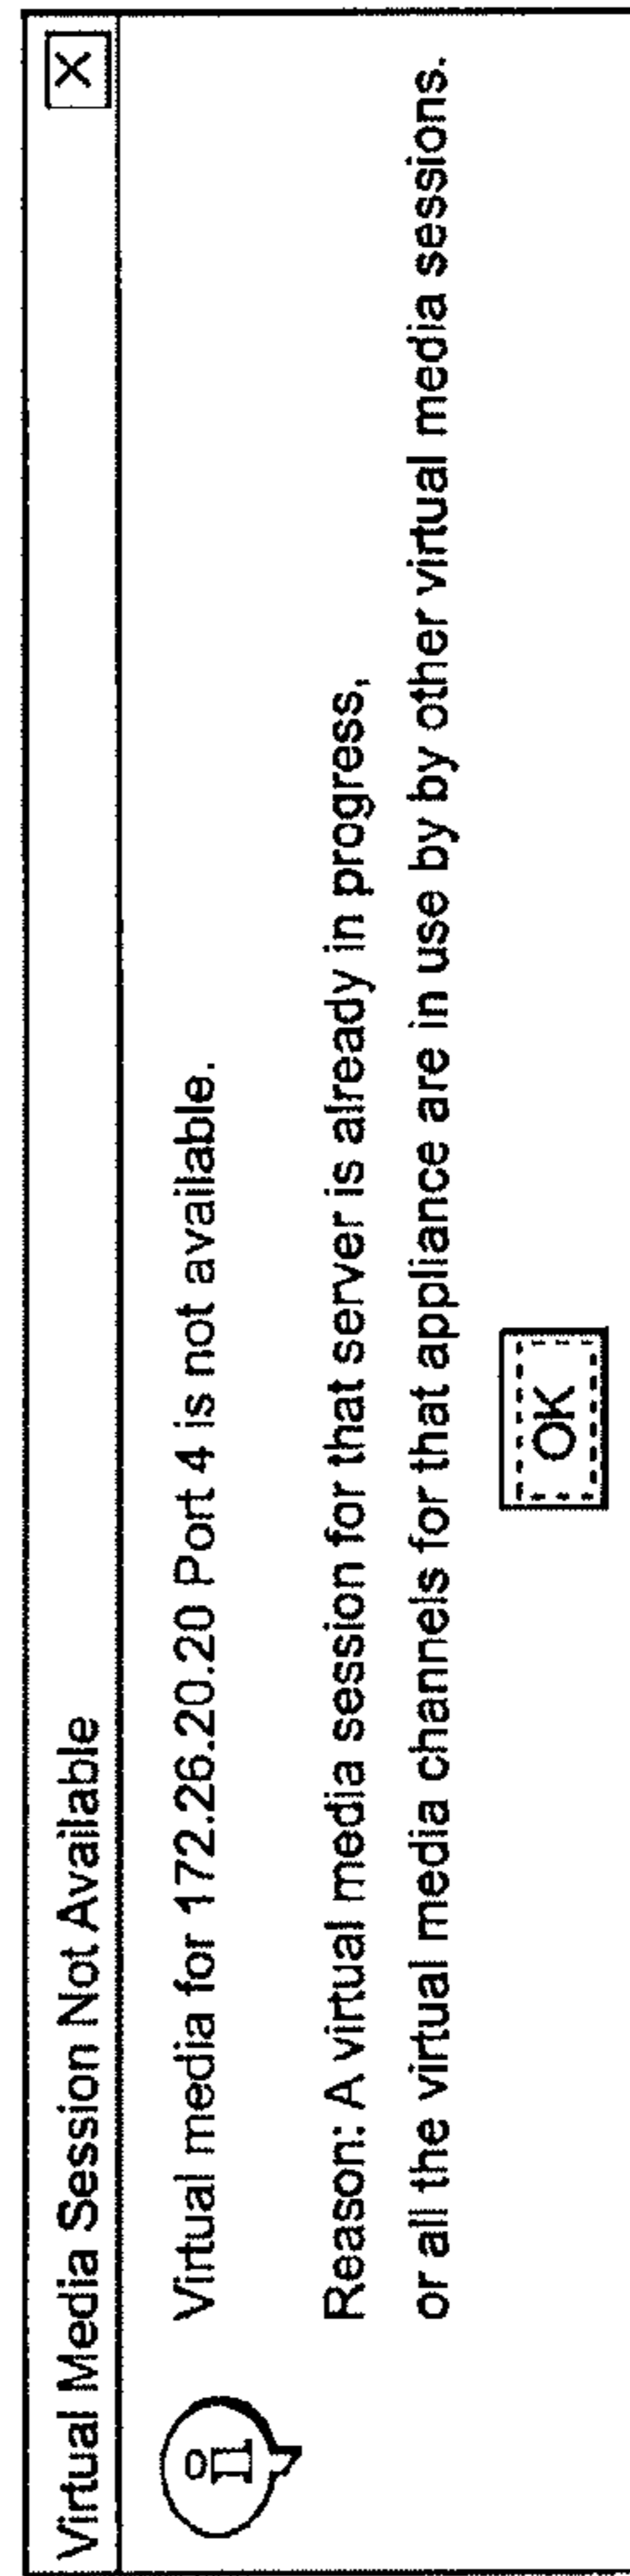 Virtual Media Session Not Available
X
Virtual media for 172.26.20.20 Port 4 is not available.
Reason: A virtual media session for that server is already in progress,
or all the virtual media channels for that appliance are in use by by other virtual media sessions.
OK